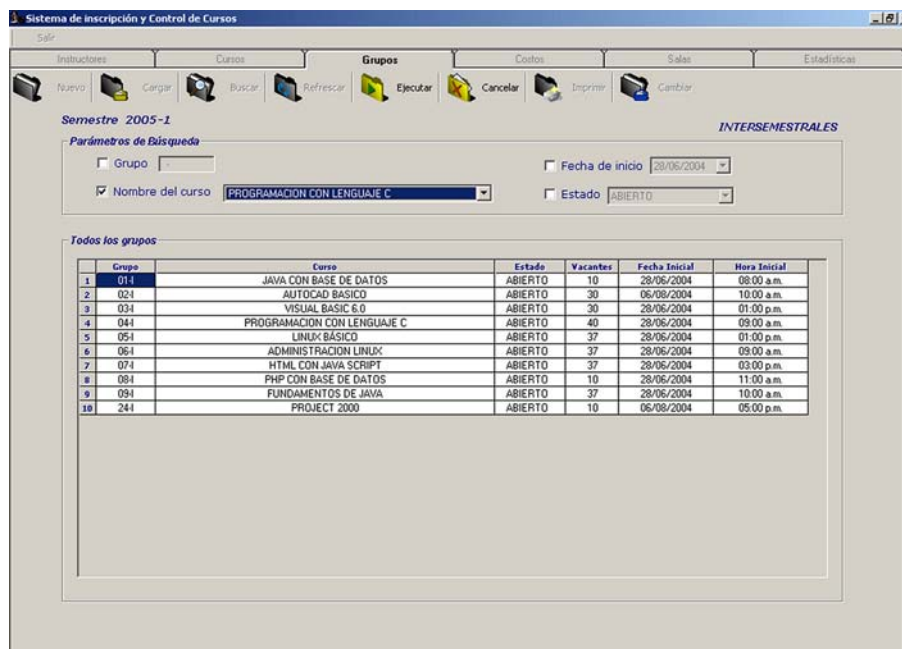 Sistema de inscripción y Control de Cursos
Salir
Instructores Cursos Grupos Costos Salas Estadísticas
Nuevo Cargar Buscar Refrescar Ejecutar Cancelar Imprimir Cambiar
Semestre 2005-1 INTERSEMESTRALES
Parámetros de Búsqueda
Grupo - Fecha de inicio 28/06/2004
Nombre del curso PROGRAMACION CON LENGUAJE C Estado ABIERTO
Todos los grupos
Grupo Curso Estado Vacantes Fecha Inicial Hora Inicial
1 01-I JAVA CON BASE DE DATOS ABIERTO 10 28/06/2004 08:00 a.m.
2 02-I AUTOCAD BASICO ABIERTO 30 06/08/2004 10:00 a.m.
3 03-I VISUAL BASIC 6.0 ABIERTO 30 28/06/2004 01:00 p.m.
4 04-I PROGRAMACION CON LENGUAJE C ABIERTO 40 28/06/2004 09:00 a.m.
5 05-I LINUX BÁSICO ABIERTO 37 28/06/2004 01:00 p.m.
6 06-I ADMINISTRACION LINUX ABIERTO 37 28/06/2004 09:00 a.m.
7 07-I HTML CON JAVA SCRIPT ABIERTO 37 28/06/2004 03:00 p.m.
8 08-I PHP CON BASE DE DATOS ABIERTO 10 28/06/2004 11:00 a.m.
9 09-I FUNDAMENTOS DE JAVA ABIERTO 37 28/06/2004 10:00 a.m.
10 24-I PROJECT 2000 ABIERTO 10 06/08/2004 05:00 p.m.